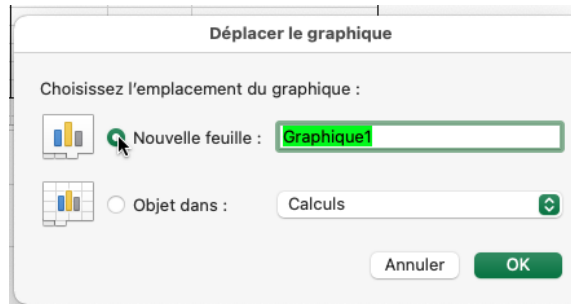 Déplacer le graphique
Choisissez l'emplacement du graphique :
Nouvelle feuille : Graphique1
Objet dans : Calculs
Annuler OK